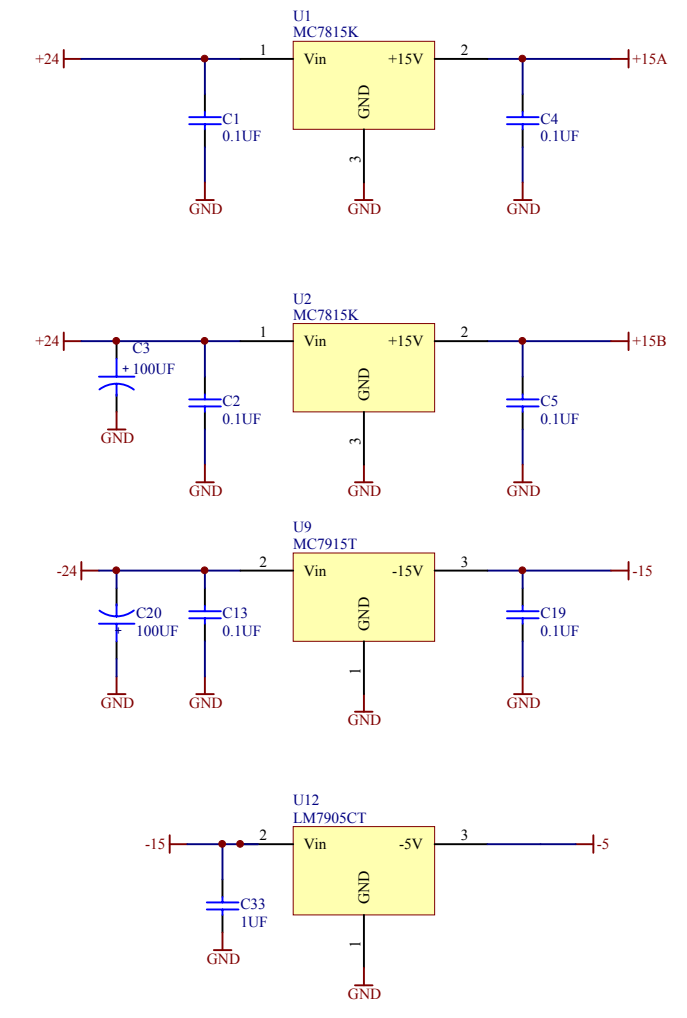 U1
MC7815K
+24
1
Vin
+15V
2
+15A
GND
C1
0.1UF
C4
0.1UF
3
GND
GND
GND
U2
MC7815K
+24
1
Vin
+15V
2
+15B
C3
+
100UF
GND
C2
0.1UF
C5
0.1UF
GND
3
GND
GND
GND
U9
MC7915T
-24
2
Vin
-15V
3
-15
C20
+
100UF
C13
0.1UF
GND
C19
0.1UF
1
GND
GND
GND
GND
U12
LM7905CT
-15
2
Vin
-5V
3
-5
GND
C33
1UF
1
GND
GND